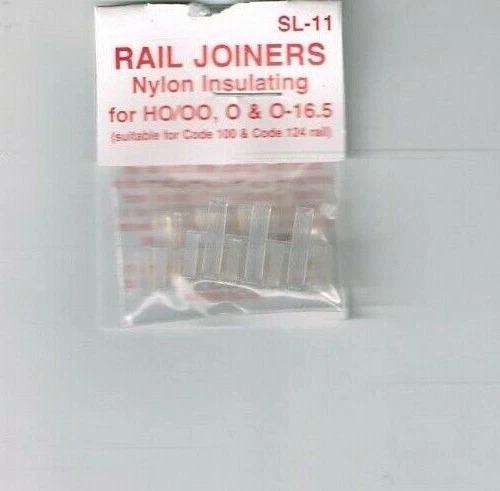 SL-11
RAIL JOINERS
Nylon Insulating
for HO/OO, O & O-16.5
(suitable for Code 100 & Code 124 rail)